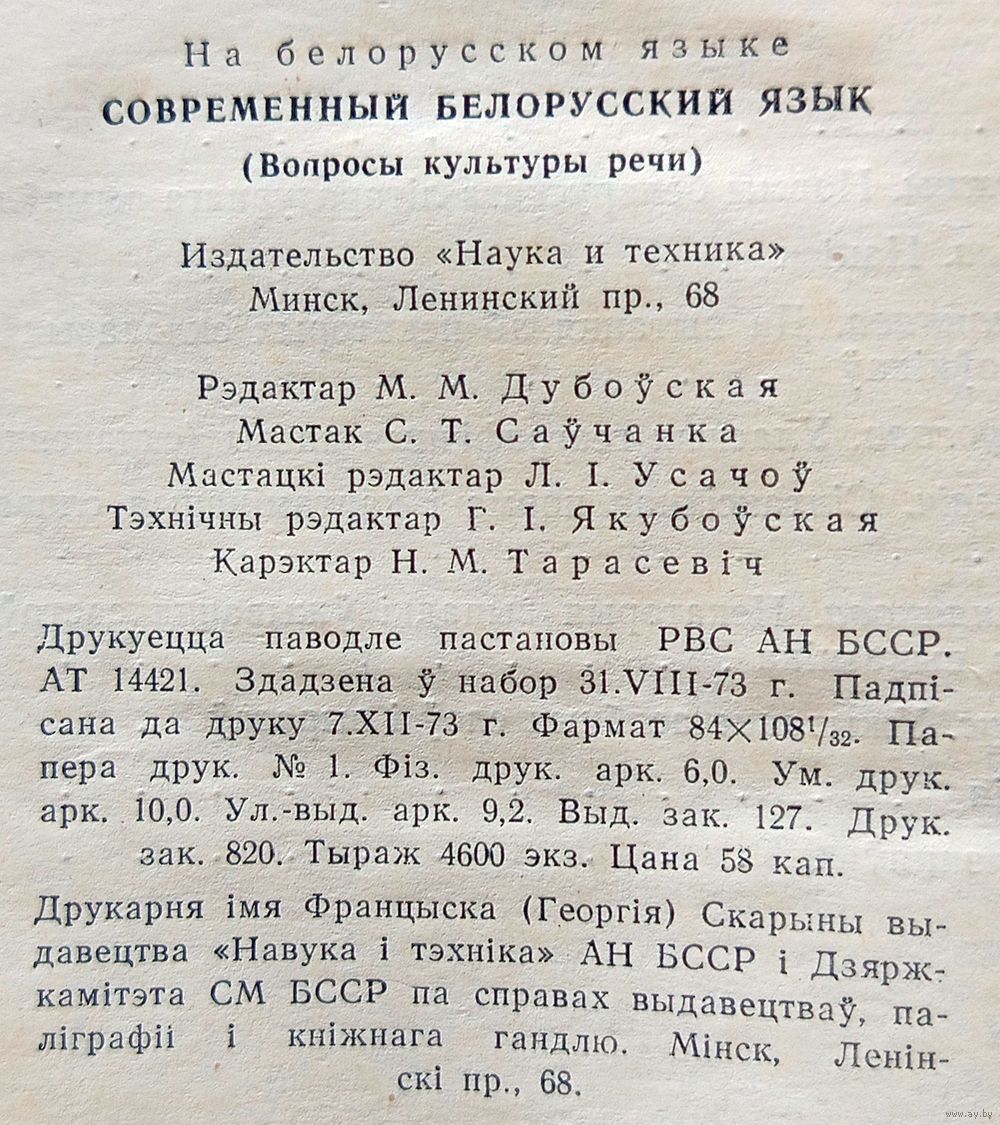 На белорусском языке
СОВРЕМЕННЫЙ БЕЛОРУССКИЙ ЯЗЫК
(Вопросы культуры речи)
Издательство «Наука и техника»
Минск, Ленинский пр., 68
Рэдактар М. М. Дубоўская
Мастак С. Т. Саўчанка
Мастацкі рэдактар Л. І. Усачоў
Тэхнічны рэдактар Г. І. Якубоўская
Карэктар Н. М. Тарасевіч
Друкуецца паводле пастановы РВС АН БССР.
АТ 14421. Здадзена ў набор 31.VIII-73 г. Падпі-
сана да друку 7.XII-73 г. Фармат 84×108¹/₃₂. Па-
пера друк. № 1. Фіз. друк. арк. 6,0. Ум. друк.
арк. 10,0. Ул.-выд. арк. 9,2. Выд. зак. 127. Друк.
зак. 820. Тыраж 4600 экз. Цана 58 кап.
Друкарня імя Францыска (Георгія) Скарыны вы-
давецтва «Навука і тэхніка» АН БССР і Дзярж-
камітэта СМ БССР па справах выдавецтваў, па-
ліграфіі і кніжнага гандлю. Мінск, Ленін-
скі пр., 68.
www.ay.by